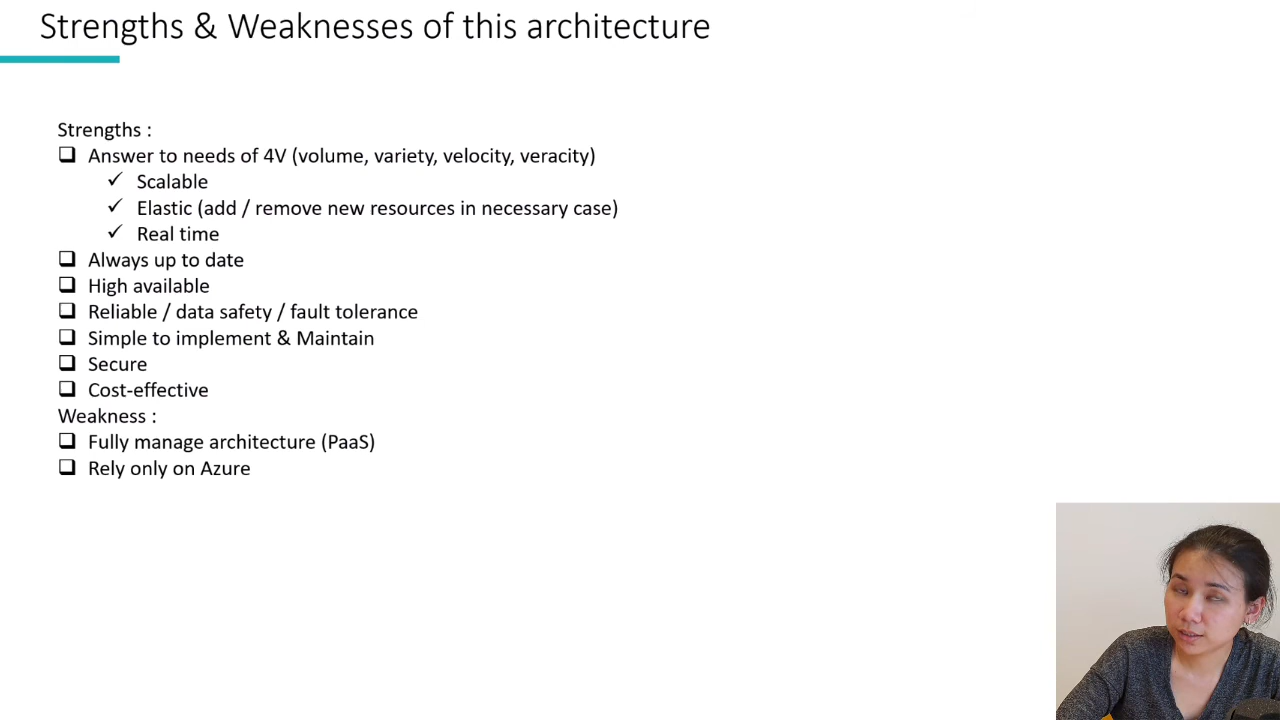 Strengths & Weaknesses of this architecture
Strengths :
Answer to needs of 4V (volume, variety, velocity, veracity)
Scalable
Elastic (add / remove new resources in necessary case)
Real time
Always up to date
High available
Reliable / data safety / fault tolerance
Simple to implement & Maintain
Secure
Cost-effective
Weakness :
Fully manage architecture (PaaS)
Rely only on Azure